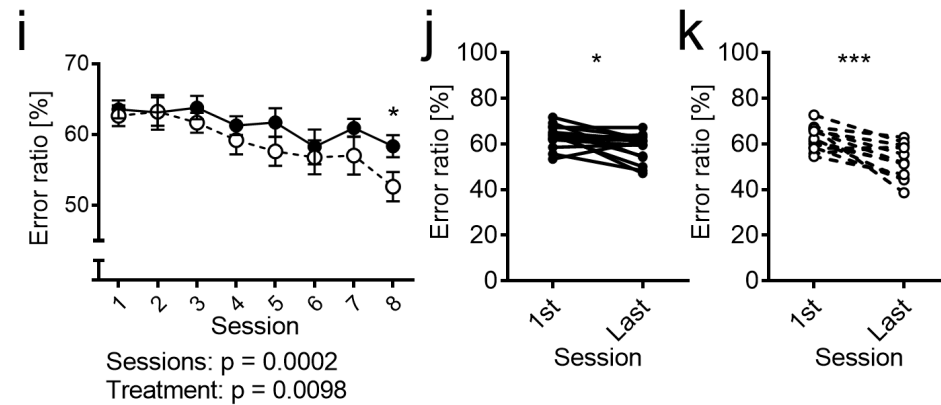 i
Error ratio [%]
70
60
50
*
1 2 3 4 5 6 7 8
Session
Sessions: p = 0.0002
Treatment: p = 0.0098
j
Error ratio [%]
100
80
60
40
20
0
*
1st Last
Session
k
Error ratio [%]
100
80
60
40
20
0
***
1st Last
Session